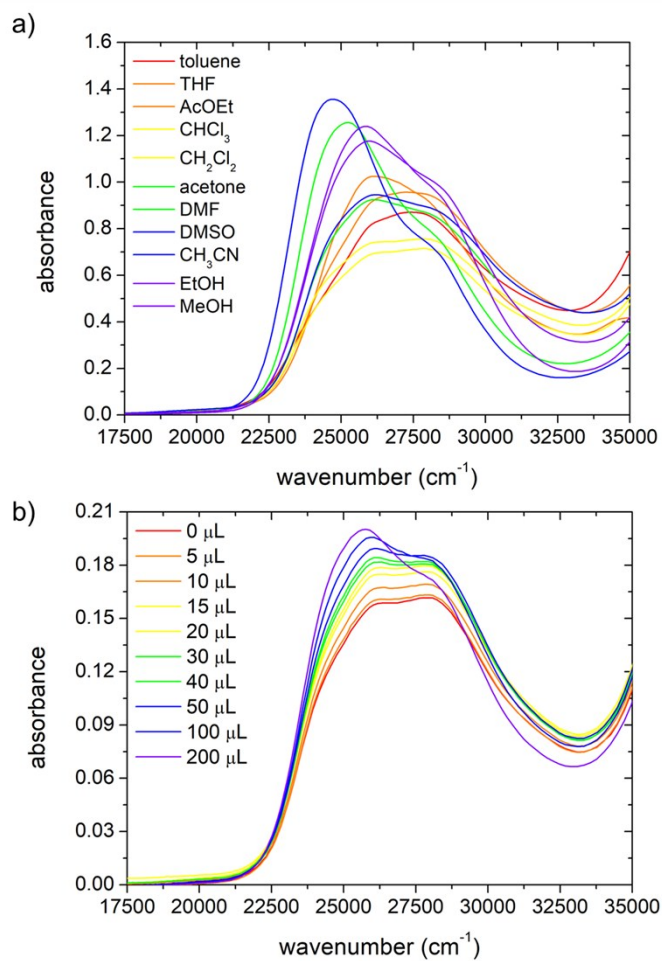 a)
1.6
1.4
1.2
1.0
0.8
0.6
0.4
0.2
0.0
absorbance
toluene
THF
AcOEt
CHCl₃
CH₂Cl₂
acetone
DMF
DMSO
CH₃CN
EtOH
MeOH
17500 20000 22500 25000 27500 30000 32500 35000
wavenumber (cm⁻¹)
b)
0.21
0.18
0.15
0.12
0.09
0.06
0.03
0.00
absorbance
0 μL
5 μL
10 μL
15 μL
20 μL
30 μL
40 μL
50 μL
100 μL
200 μL
17500 20000 22500 25000 27500 30000 32500 35000
wavenumber (cm⁻¹)